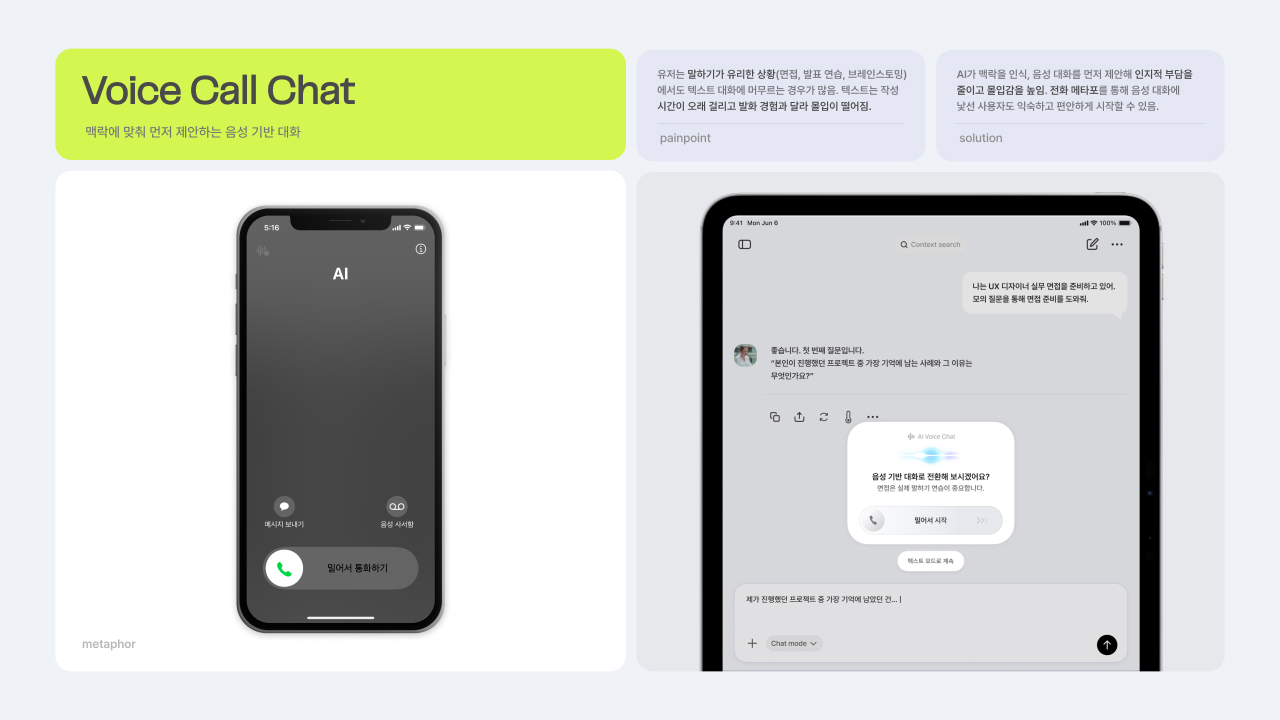 Voice Call Chat
맥락에 맞춰 먼저 제안하는 음성 기반 대화
유저는 말하기가 유리한 상황(면접, 발표 연습, 브레인스토밍)
에서도 텍스트 대화에 머무르는 경우가 많음. 텍스트는 작성
시간이 오래 걸리고 발화 경험과 달라 몰입이 떨어짐.
painpoint
AI가 맥락을 인식, 음성 대화를 먼저 제안해 인지적 부담을
줄이고 몰입감을 높임. 전화 메타포를 통해 음성 대화에
낯선 사용자도 익숙하고 편안하게 시작할 수 있음.
solution
5:16
AI
메시지 보내기
음성 사서함
밀어서 통화하기
metaphor
9:41 Mon Jun 6
100%
Context search
나는 UX 디자이너 실무 면접을 준비하고 있어.
모의 질문을 통해 면접 준비를 도와줘.
좋습니다. 첫 번째 질문입니다.
“본인이 진행했던 프로젝트 중 가장 기억에 남는 사례와 그 이유는
무엇인가요?”
AI Voice Chat
음성 기반 대화로 전환해 보시겠어요?
면접은 실제 말하기 연습이 중요합니다.
밀어서 시작
텍스트 모드로 계속
제가 진행했던 프로젝트 중 가장 기억에 남았던 건...
Chat mode